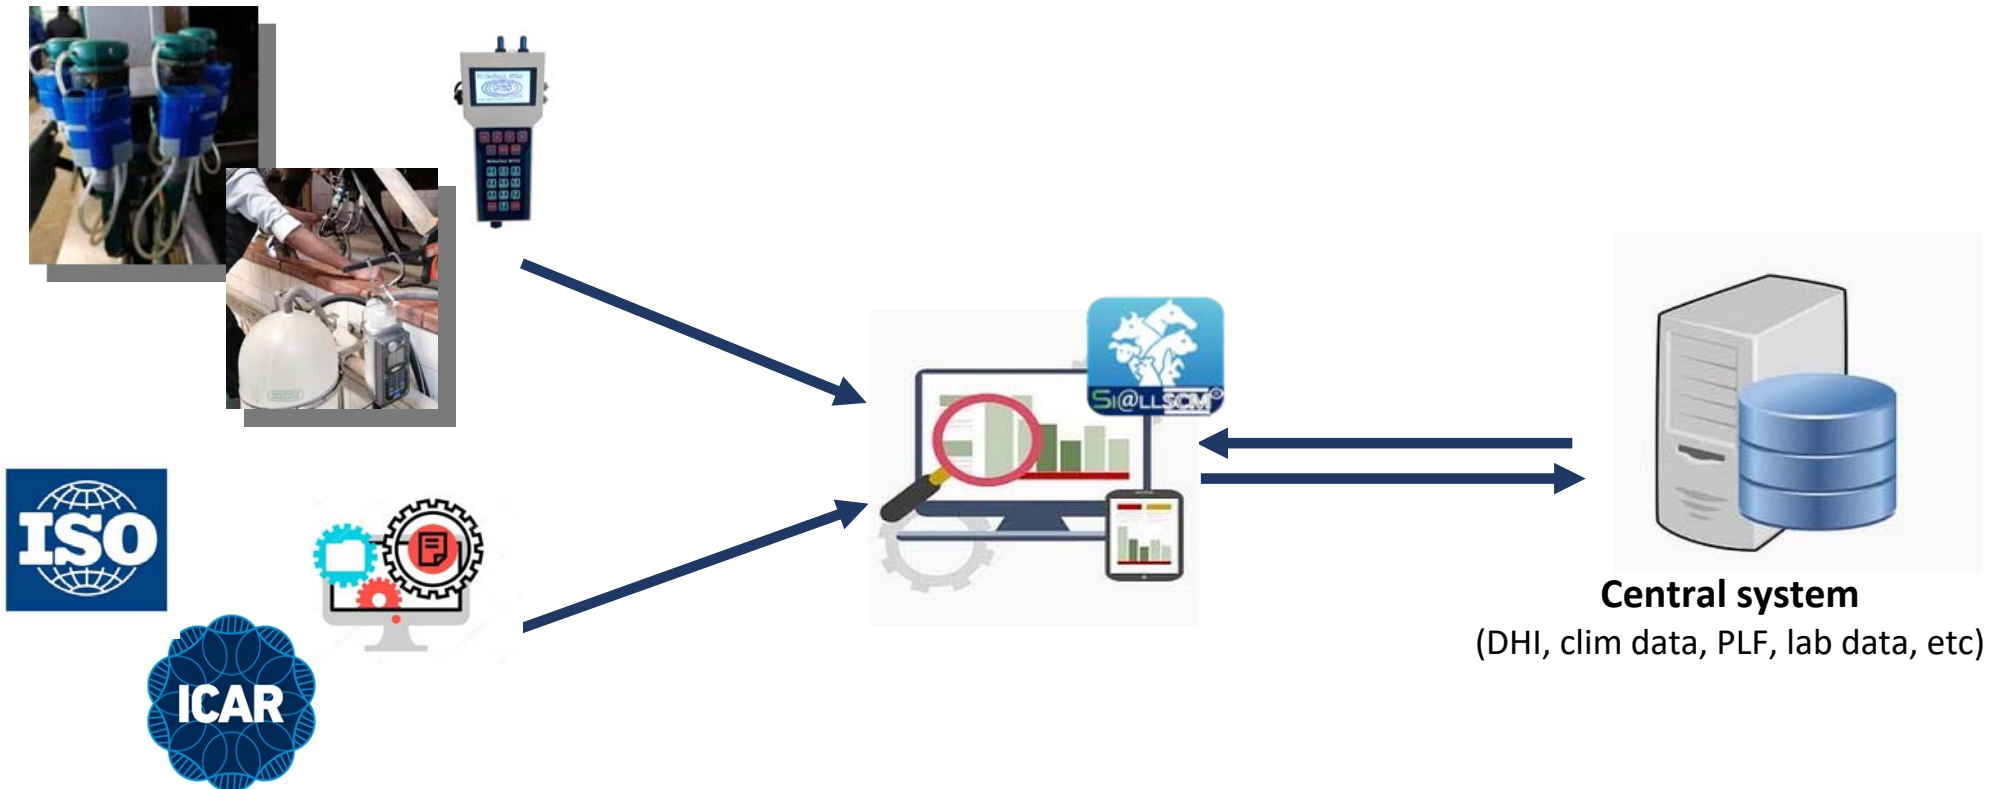 ISO
ICAR
SI@LLSCM®
Central system
(DHI, clim data, PLF, lab data, etc)